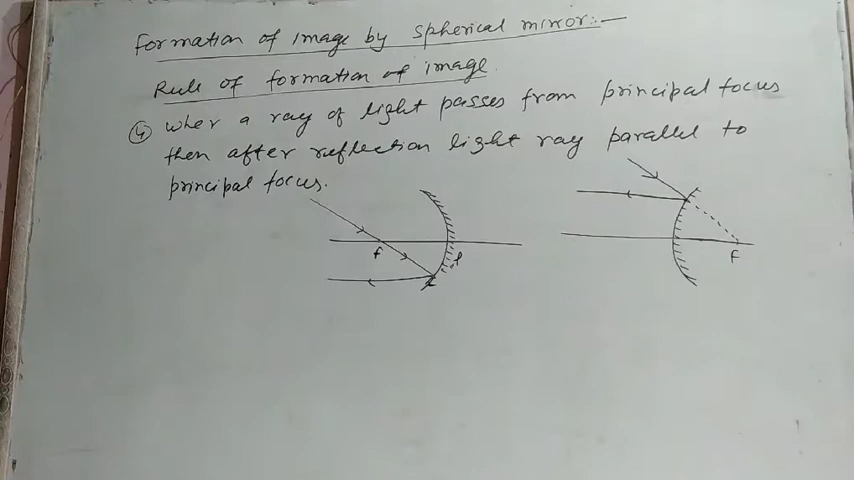 Formation of image by spherical mirror:-
Rule of formation of image.
④ wher a ray of light passes from principal focus
then after reflection light ray parallel to
principal focus.
f
p
F